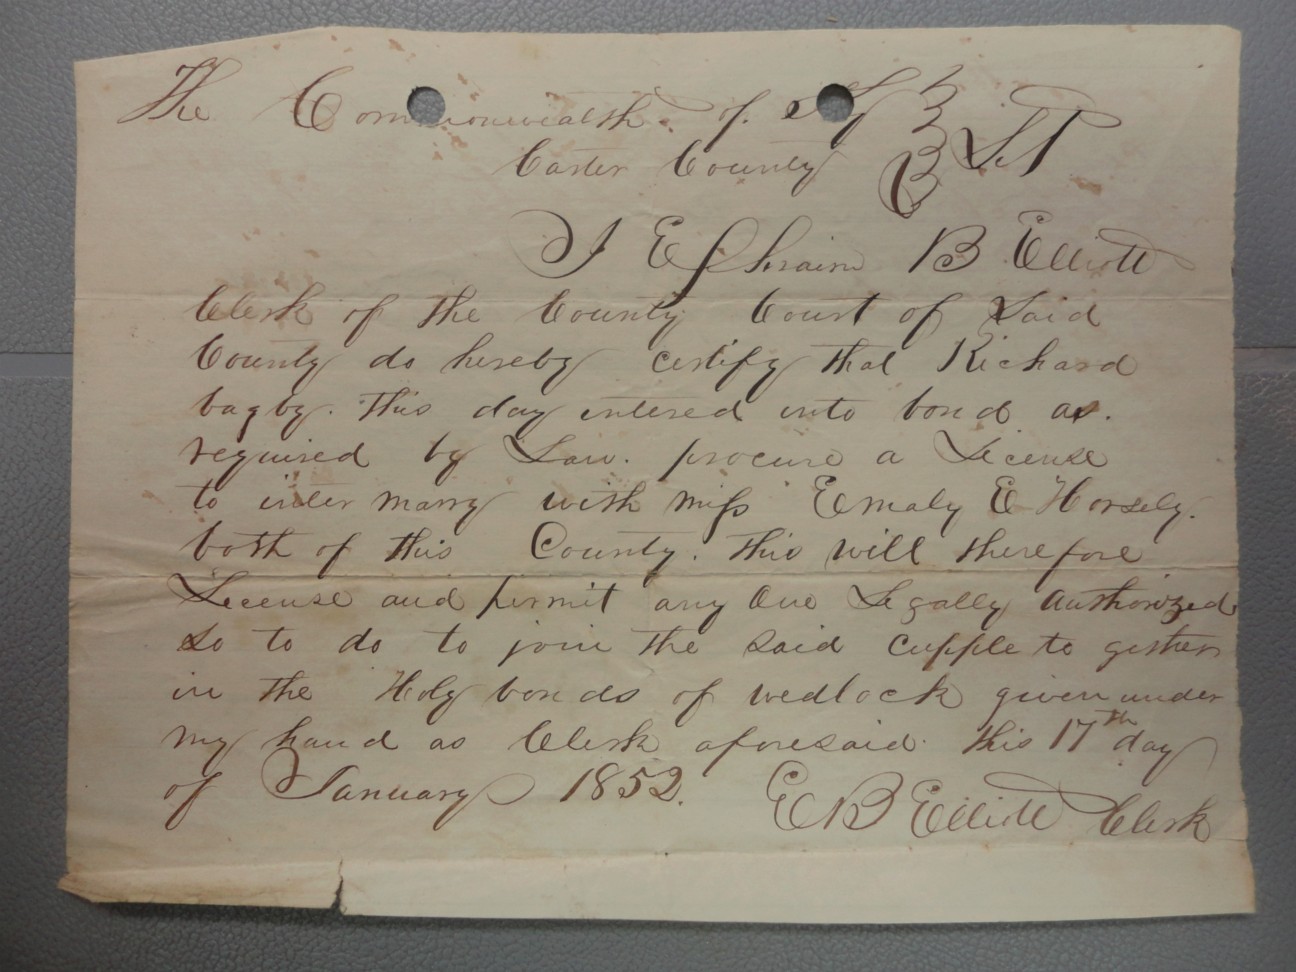 The Commonwealth of Ky } Sct
Carter County }
I Ephraim B Elliott
Clerk of the County Court of Said
County do hereby certify that Richard
bagby. this day intered into bond as.
required by Law. procure a License
to inter marry with miss Emaly E Horsely.
both of this County. this will therefore
License and permit any One Legally authorized
so to do to join the said cupple to gether
in the Holy bonds of wedlock given under
my hand as Clerk aforesaid. this 17th day
of January 1852.
E B Elliott Clerk